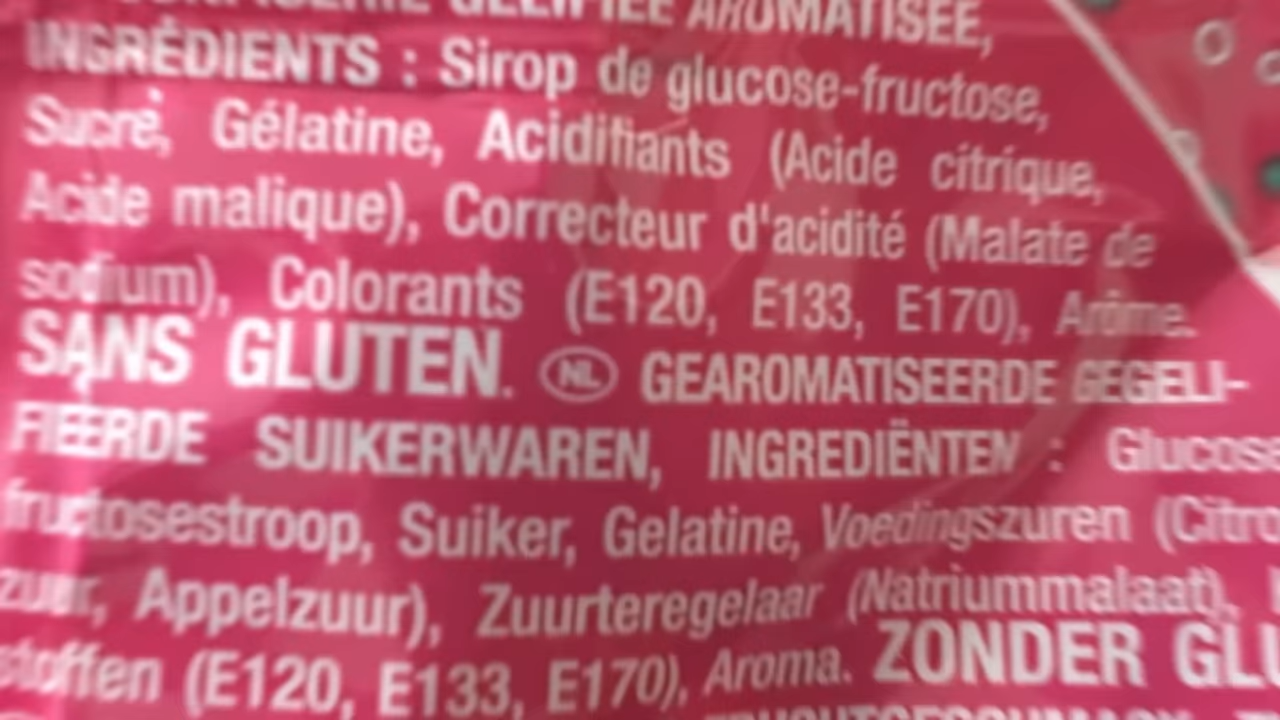 GÉLIFIÉE AROMATISÉE,
INGRÉDIENTS : Sirop de glucose-fructose,
Sucre, Gélatine, Acidifiants (Acide citrique,
Acide malique), Correcteur d'acidité (Malate de
sodium), Colorants (E120, E133, E170), Arôme.
SANS GLUTEN. NL GEAROMATISEERDE GEGELI-
FIEERDE SUIKERWAREN, INGREDIËNTEN : Glucose
fructosestroop, Suiker, Gelatine, Voedingszuren (Citro
zuur, Appelzuur), Zuurteregelaar (Natriummalaat),
stoffen (E120, E133, E170), Aroma. ZONDER GLU